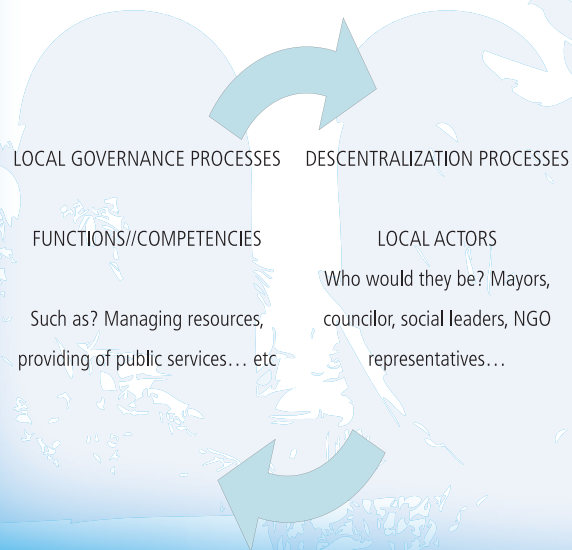 LOCAL GOVERNANCE PROCESSES
FUNCTIONS//COMPETENCIES
Such as? Managing resources,
providing of public services… etc
DESCENTRALIZATION PROCESSES
LOCAL ACTORS
Who would they be? Mayors,
councilor, social leaders, NGO
representatives…